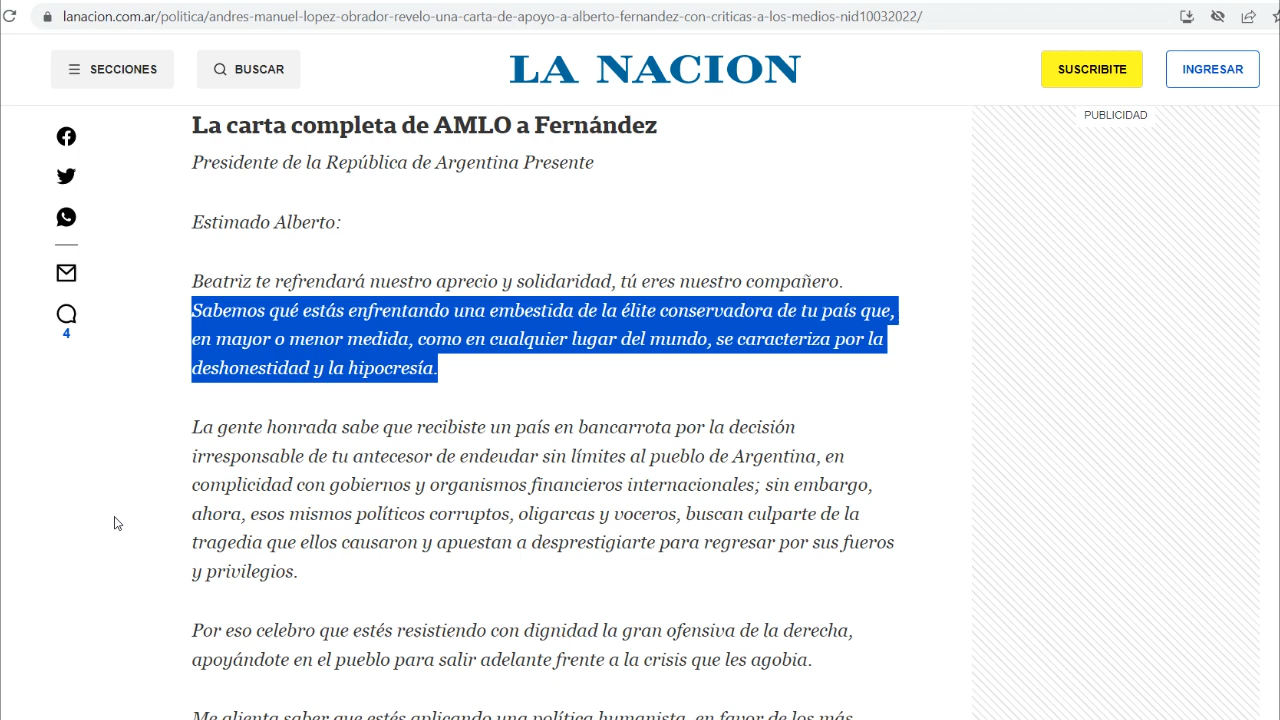 lanacion.com.ar/politica/andres-manuel-lopez-obrador-revelo-una-carta-de-apoyo-a-alberto-fernandez-con-criticas-a-los-medios-nid10032022/
SECCIONES
BUSCAR
LA NACION
SUSCRIBITE
INGRESAR
PUBLICIDAD
La carta completa de AMLO a Fernández
Presidente de la República de Argentina Presente
Estimado Alberto:
Beatriz te refrendará nuestro aprecio y solidaridad, tú eres nuestro compañero.
Sabemos qué estás enfrentando una embestida de la élite conservadora de tu país que,
en mayor o menor medida, como en cualquier lugar del mundo, se caracteriza por la
deshonestidad y la hipocresía.
4
La gente honrada sabe que recibiste un país en bancarrota por la decisión
irresponsable de tu antecesor de endeudar sin límites al pueblo de Argentina, en
complicidad con gobiernos y organismos financieros internacionales; sin embargo,
ahora, esos mismos políticos corruptos, oligarcas y voceros, buscan culparte de la
tragedia que ellos causaron y apuestan a desprestigiarte para regresar por sus fueros
y privilegios.
Por eso celebro que estés resistiendo con dignidad la gran ofensiva de la derecha,
apoyándote en el pueblo para salir adelante frente a la crisis que les agobia.
Me alienta saber que estés aplicando una política humanista, en favor de los más